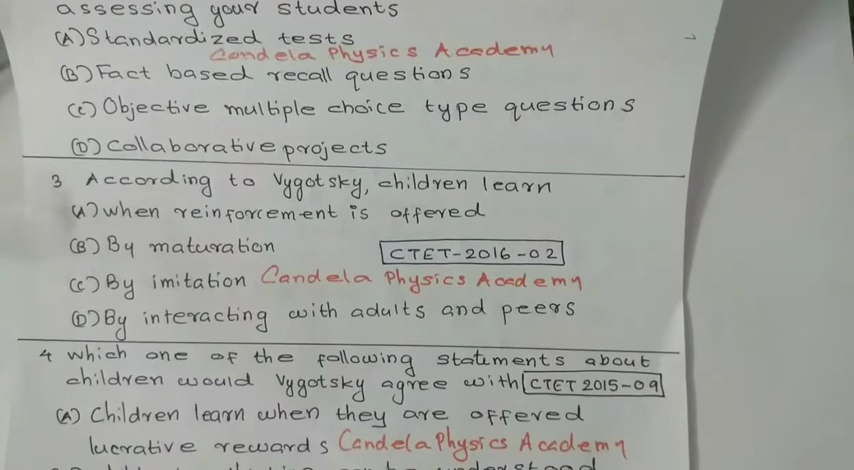 assessing your students
(A) Standardized tests
Candela Physics Academy
(B) Fact based recall questions
(C) Objective multiple choice type questions
(D) Collaborative projects
3 According to Vygotsky, children learn
(A) when reinforcement is offered
(B) By maturation CTET-2016-02
(C) By imitation Candela Physics Academy
(D) By interacting with adults and peers
4 which one of the following statements about
children would Vygotsky agree with CTET 2015-09
(A) Children learn when they are offered
lucrative rewards Candela Physics Academy